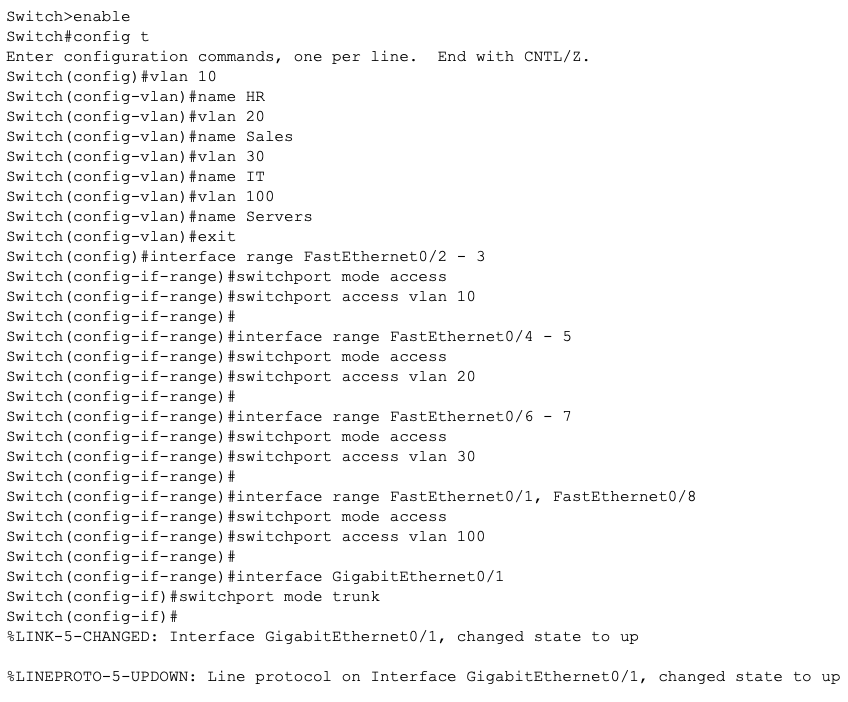 Switch>enable
Switch#config t
Enter configuration commands, one per line.  End with CNTL/Z.
Switch(config)#vlan 10
Switch(config-vlan)#name HR
Switch(config-vlan)#vlan 20
Switch(config-vlan)#name Sales
Switch(config-vlan)#vlan 30
Switch(config-vlan)#name IT
Switch(config-vlan)#vlan 100
Switch(config-vlan)#name Servers
Switch(config-vlan)#exit
Switch(config)#interface range FastEthernet0/2 - 3
Switch(config-if-range)#switchport mode access
Switch(config-if-range)#switchport access vlan 10
Switch(config-if-range)#
Switch(config-if-range)#interface range FastEthernet0/4 - 5
Switch(config-if-range)#switchport mode access
Switch(config-if-range)#switchport access vlan 20
Switch(config-if-range)#
Switch(config-if-range)#interface range FastEthernet0/6 - 7
Switch(config-if-range)#switchport mode access
Switch(config-if-range)#switchport access vlan 30
Switch(config-if-range)#
Switch(config-if-range)#interface range FastEthernet0/1, FastEthernet0/8
Switch(config-if-range)#switchport mode access
Switch(config-if-range)#switchport access vlan 100
Switch(config-if-range)#
Switch(config-if-range)#interface GigabitEthernet0/1
Switch(config-if)#switchport mode trunk
Switch(config-if)#
%LINK-5-CHANGED: Interface GigabitEthernet0/1, changed state to up
%LINEPROTO-5-UPDOWN: Line protocol on Interface GigabitEthernet0/1, changed state to up